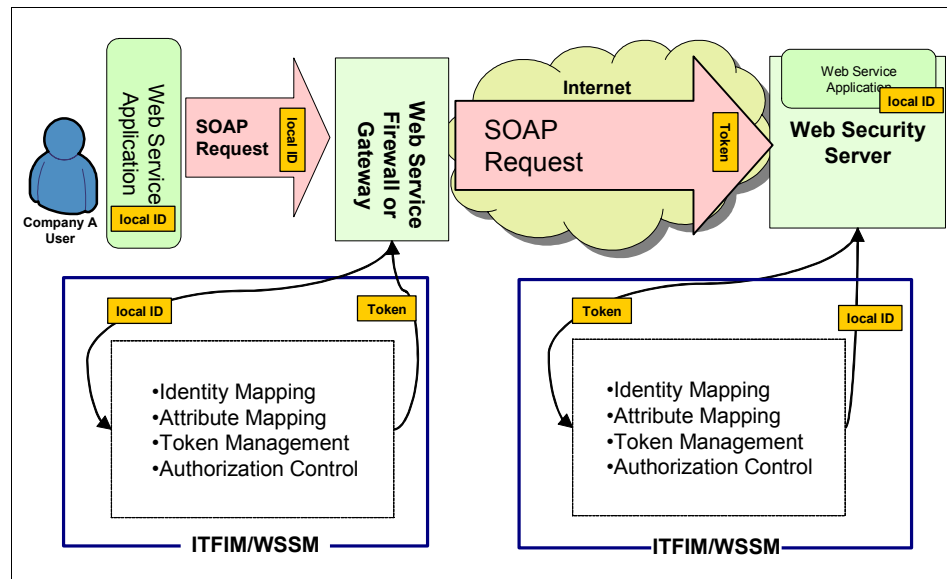 Company A
User
Web Service
Application
local ID
SOAP
Request
local ID
Web Service
Firewall or
Gateway
Internet
SOAP
Request
Token
Web Service
Application
local ID
Web Security
Server
local ID
Token
•Identity Mapping
•Attribute Mapping
•Token Management
•Authorization Control
ITFIM/WSSM
Token
local ID
•Identity Mapping
•Attribute Mapping
•Token Management
•Authorization Control
ITFIM/WSSM